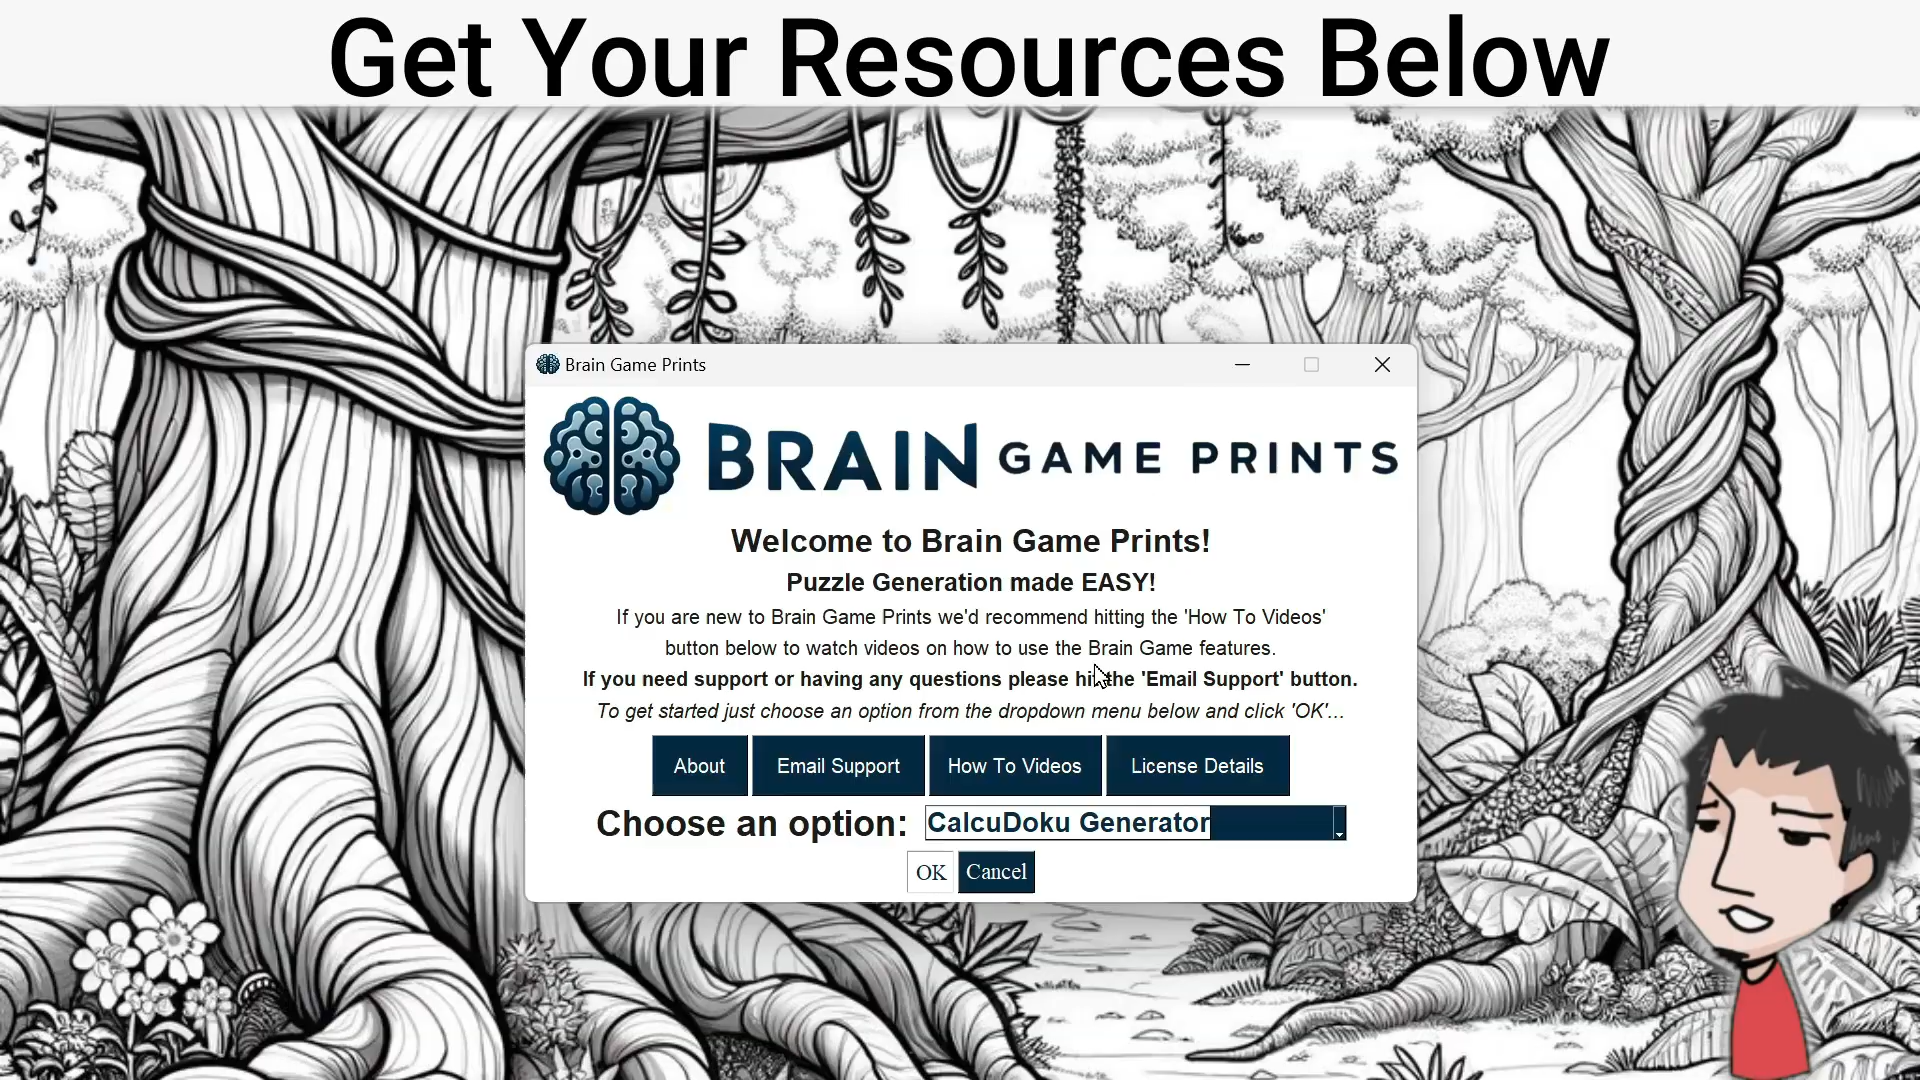 Get Your Resources Below
Brain Game Prints
BRAIN GAME PRINTS
Welcome to Brain Game Prints!
Puzzle Generation made EASY!
If you are new to Brain Game Prints we'd recommend hitting the 'How To Videos'
button below to watch videos on how to use the Brain Game features.
If you need support or having any questions please hit the 'Email Support' button.
To get started just choose an option from the dropdown menu below and click 'OK'...
About Email Support How To Videos License Details
Choose an option: CalcuDoku Generator
OK Cancel